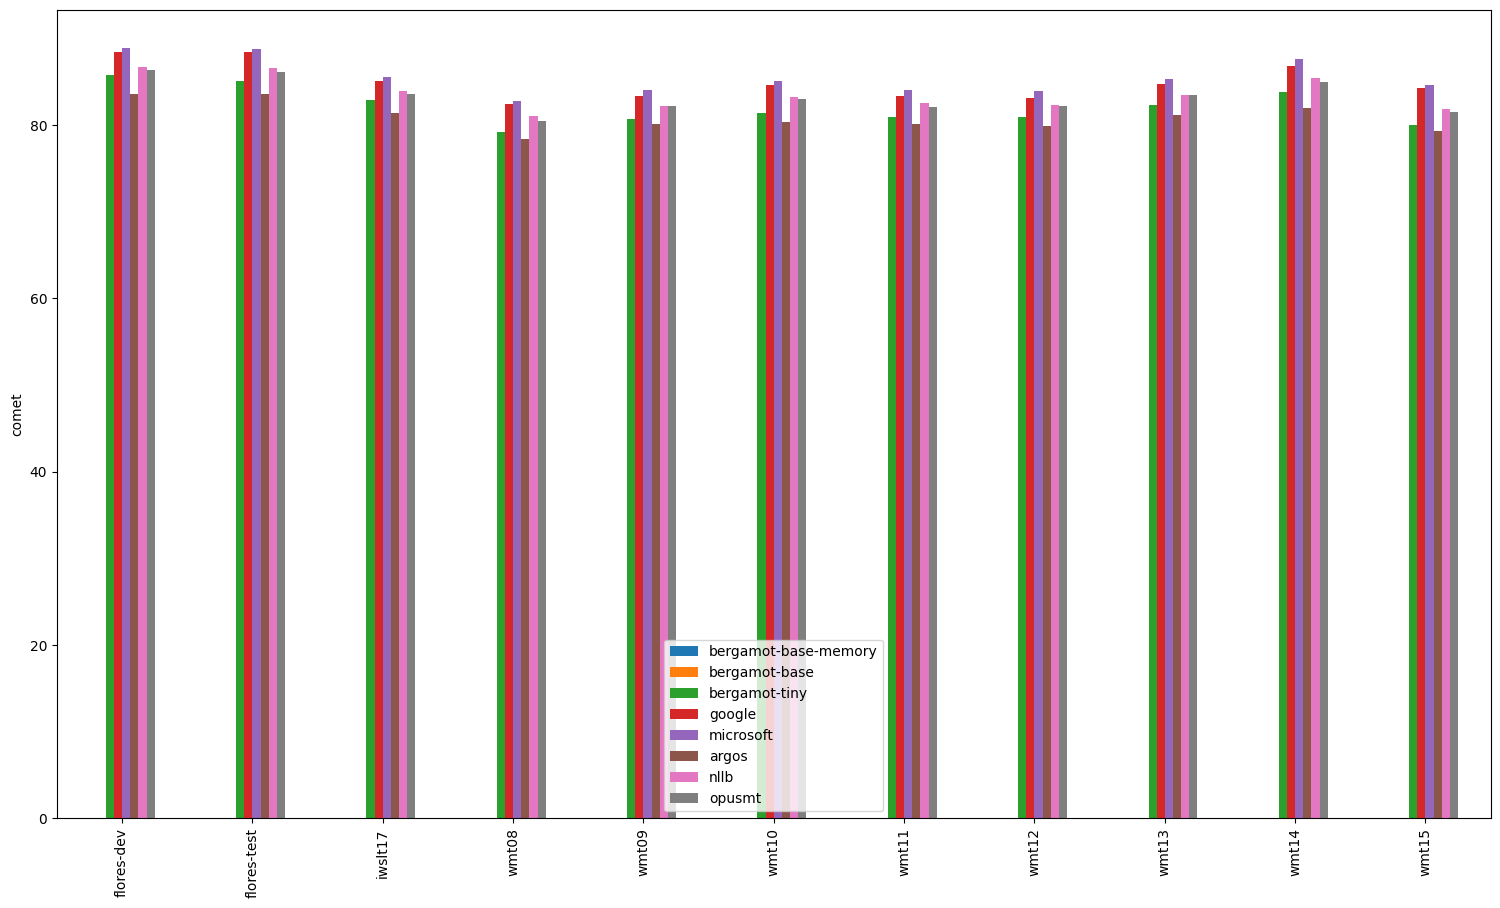 80
60
40
20
0
comet
bergamot-base-memory
bergamot-base
bergamot-tiny
google
microsoft
argos
nllb
opusmt
flores-dev
flores-test
iwslt17
wmt08
wmt09
wmt10
wmt11
wmt12
wmt13
wmt14
wmt15